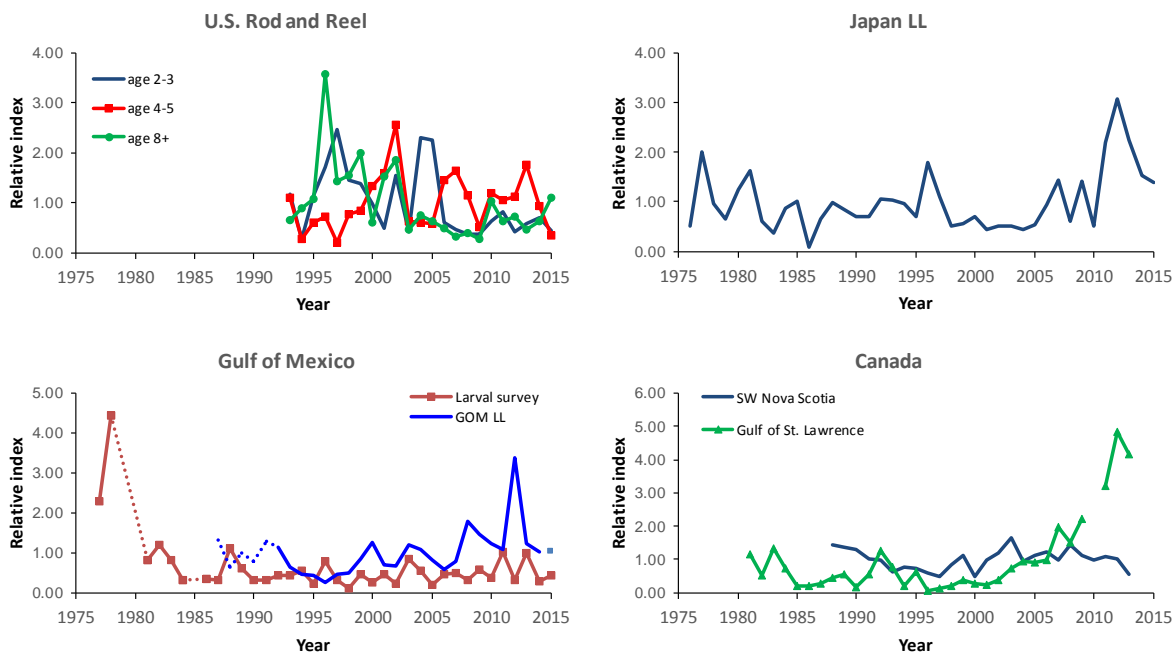 U.S. Rod and Reel
4.00
3.00
2.00
1.00
0.00
Relative index
age 2-3
age 4-5
age 8+
1975 1980 1985 1990 1995 2000 2005 2010 2015
Year
Japan LL
4.00
3.00
2.00
1.00
0.00
Relative index
1975 1980 1985 1990 1995 2000 2005 2010 2015
Year
Gulf of Mexico
5.00
4.00
3.00
2.00
1.00
0.00
Relative index
Larval survey
GOM LL
1975 1980 1985 1990 1995 2000 2005 2010 2015
Year
Canada
6.00
5.00
4.00
3.00
2.00
1.00
0.00
Relative index
SW Nova Scotia
Gulf of St. Lawrence
1975 1980 1985 1990 1995 2000 2005 2010 2015
Year